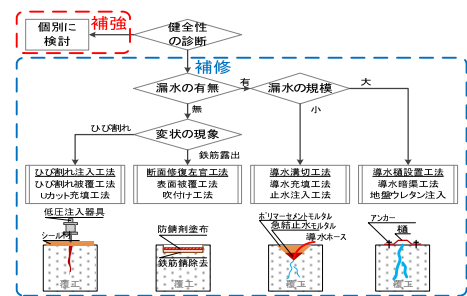 個別に
検討
補強
健全性
の診断
補修
漏水の有無
有
漏水の規模
大
無
小
ひび割れ
変状の現象
鉄筋露出
ひび割れ注入工法
ひび割れ被覆工法
Uカット充填工法
断面修復左官工法
表面被覆工法
吹付け工法
導水溝切工法
導水充填工法
止水注入工法
導水樋設置工法
導水暗渠工法
地盤ウレタン注入
低圧注入器具
シール材
覆工
防錆剤塗布
鉄筋錆除去
覆工
ポリマーセメントモルタル
急結止水モルタル
導水ホース
覆工
アンカー
樋
覆工